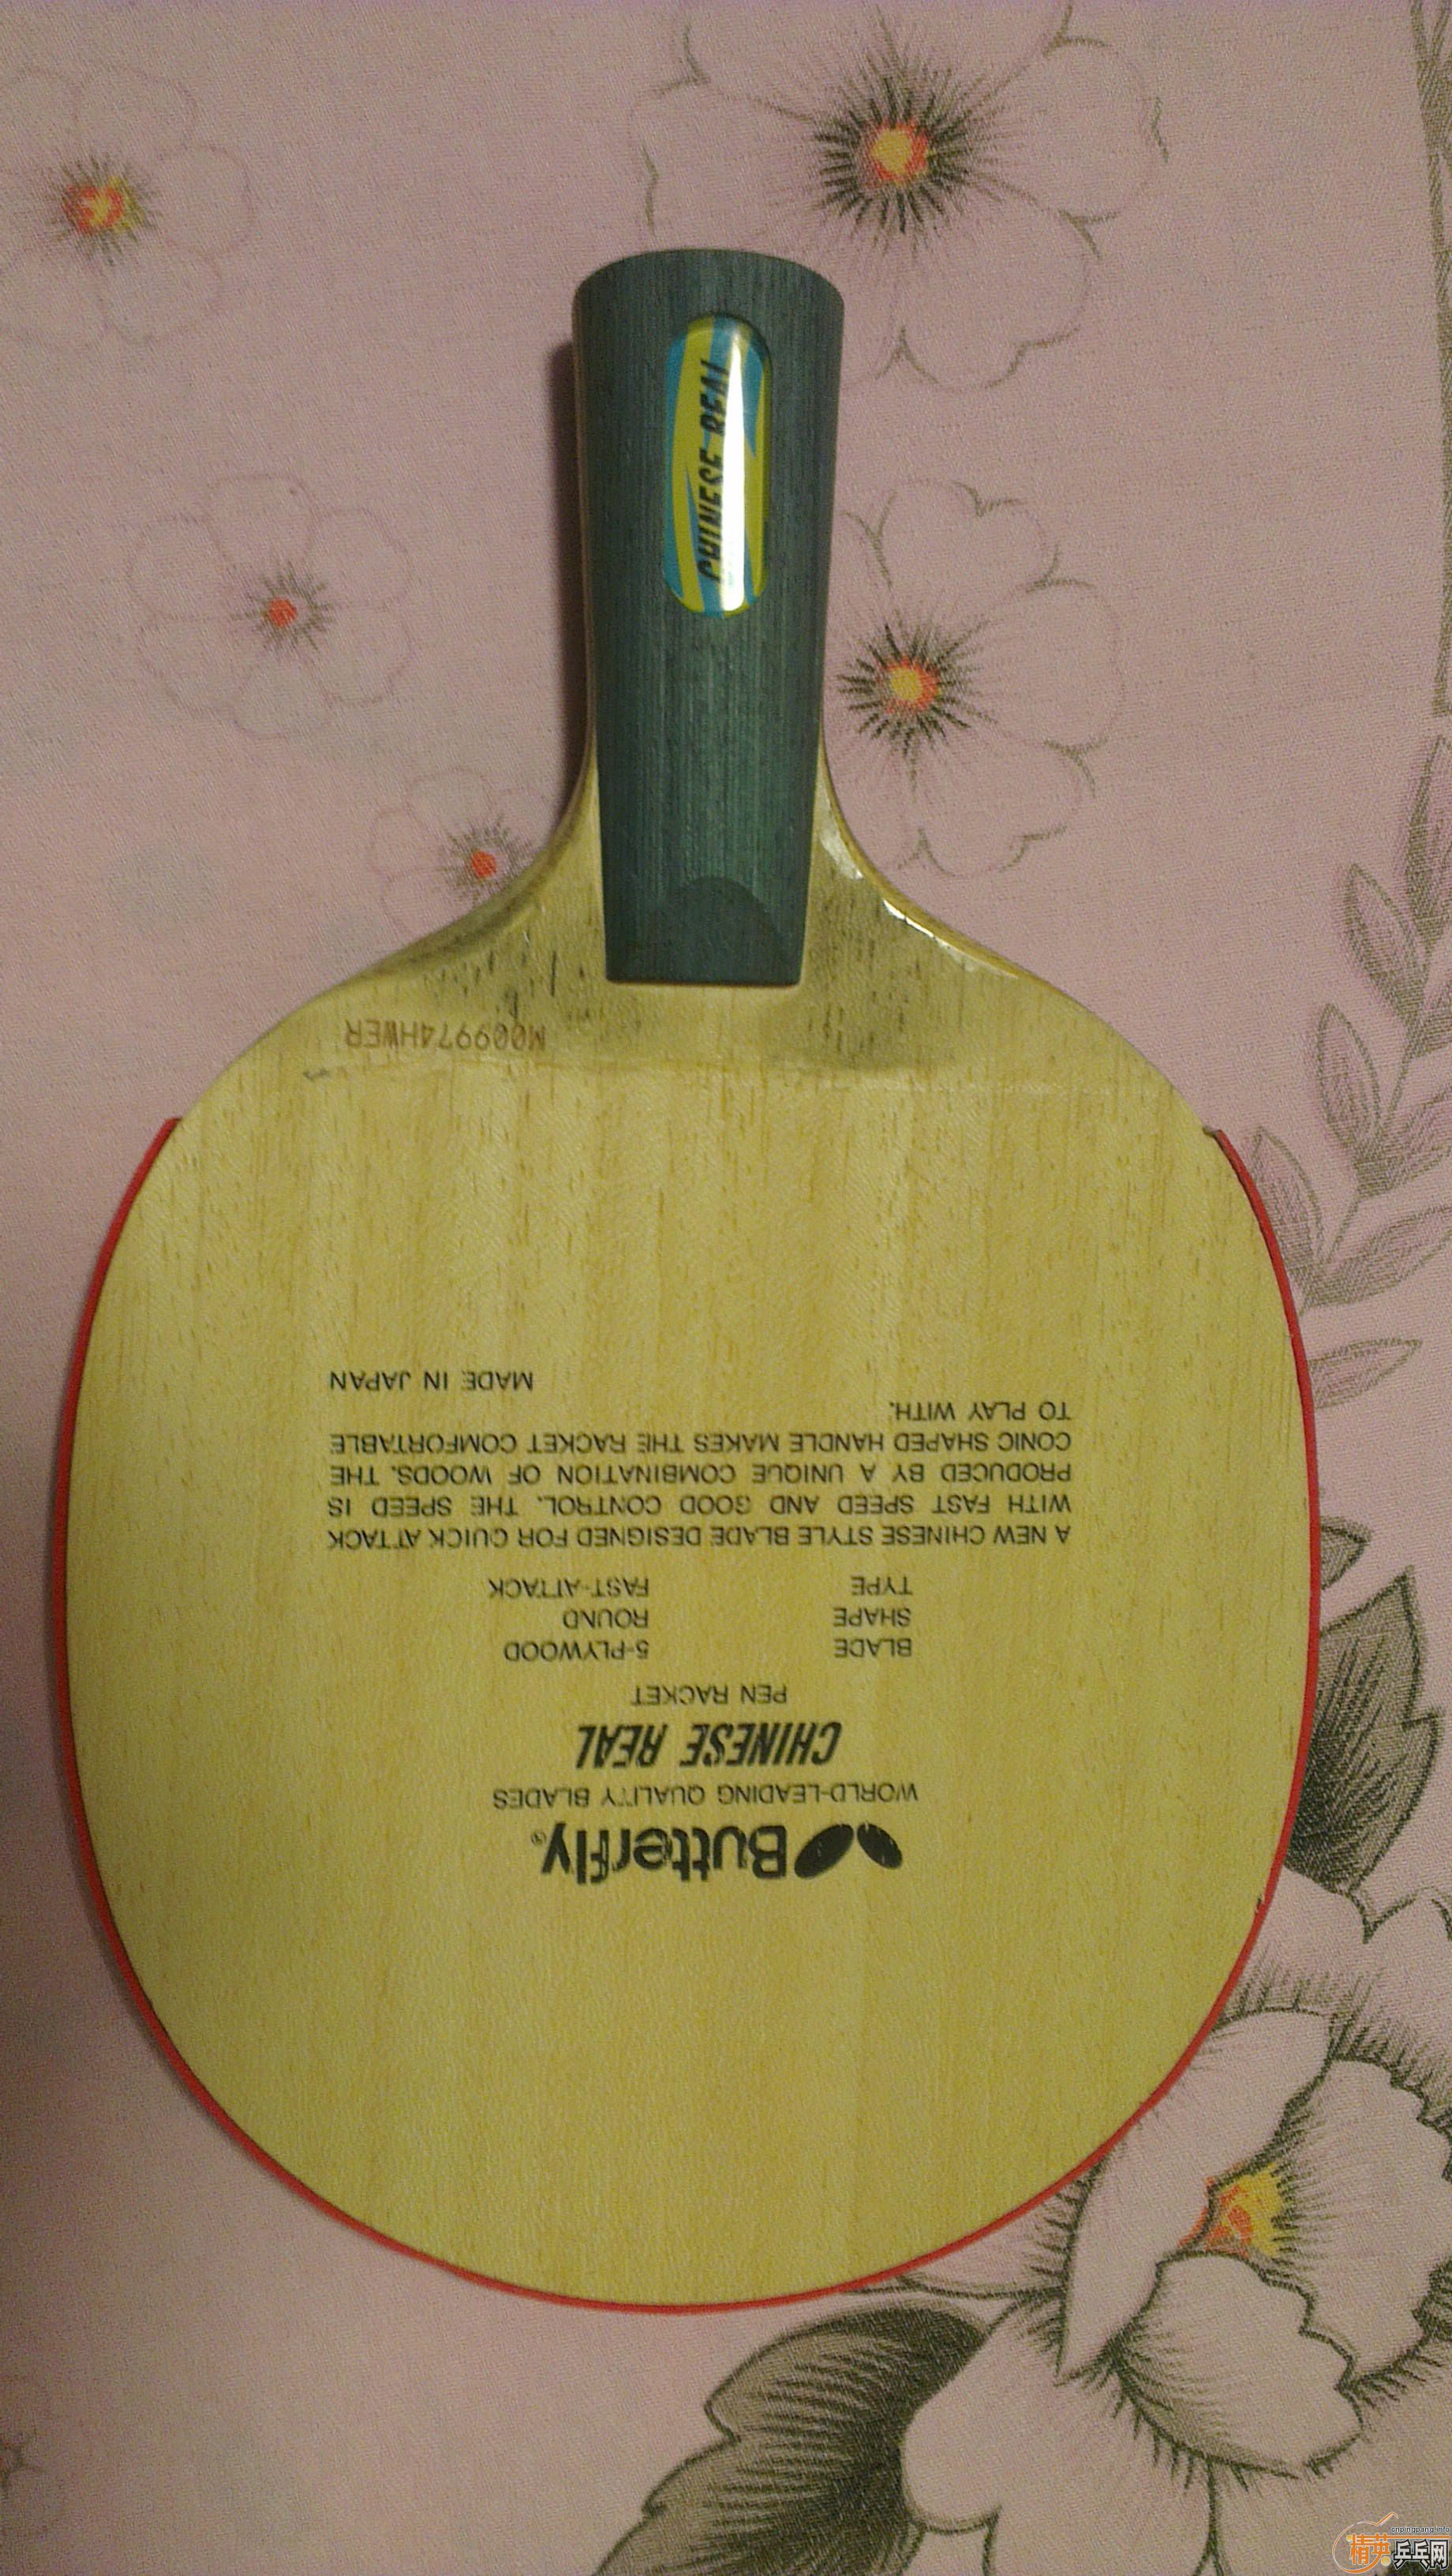 Butterfly®
WORLD-LEADING QUALITY BLADES
CHINESE REAL
PEN RACKET
BLADE 5-PLYWOOD
SHAPE ROUND
TYPE FAST-ATTACK
A NEW CHINESE STYLE BLADE DESIGNED FOR QUICK ATTACK
WITH FAST SPEED AND GOOD CONTROL. THE SPEED IS
PRODUCED BY A UNIQUE COMBINATION OF WOODS. THE
CONIC SHAPED HANDLE MAKES THE RACKET COMFORTABLE
TO PLAY WITH.
MADE IN JAPAN
M009974HWER
CHINESE REAL
cnpingpang.info
精英乒乓网